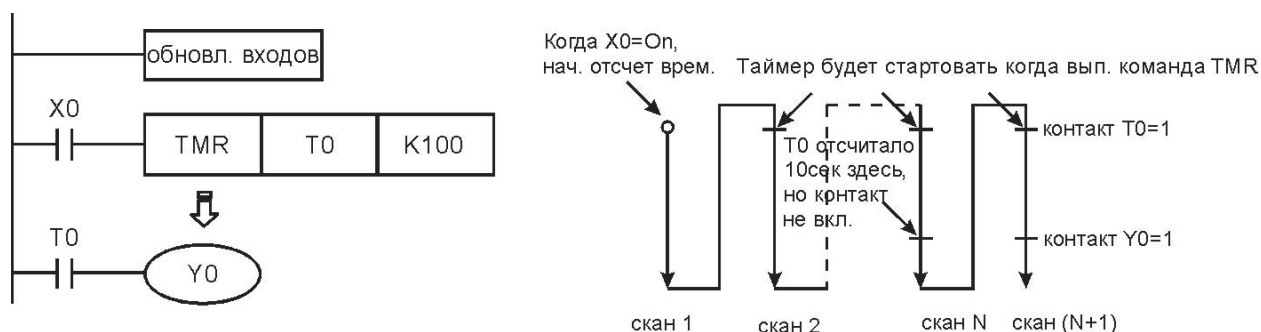 обновл. входов
X0
TMR T0 K100
T0
Y0
Когда X0=On,
нач. отсчет врем.
Таймер будет стартовать когда вып. команда TMR
T0 отсчитало
10сек здесь,
но контакт
не вкл.
контакт T0=1
контакт Y0=1
скан 1 скан 2 скан N скан (N+1)